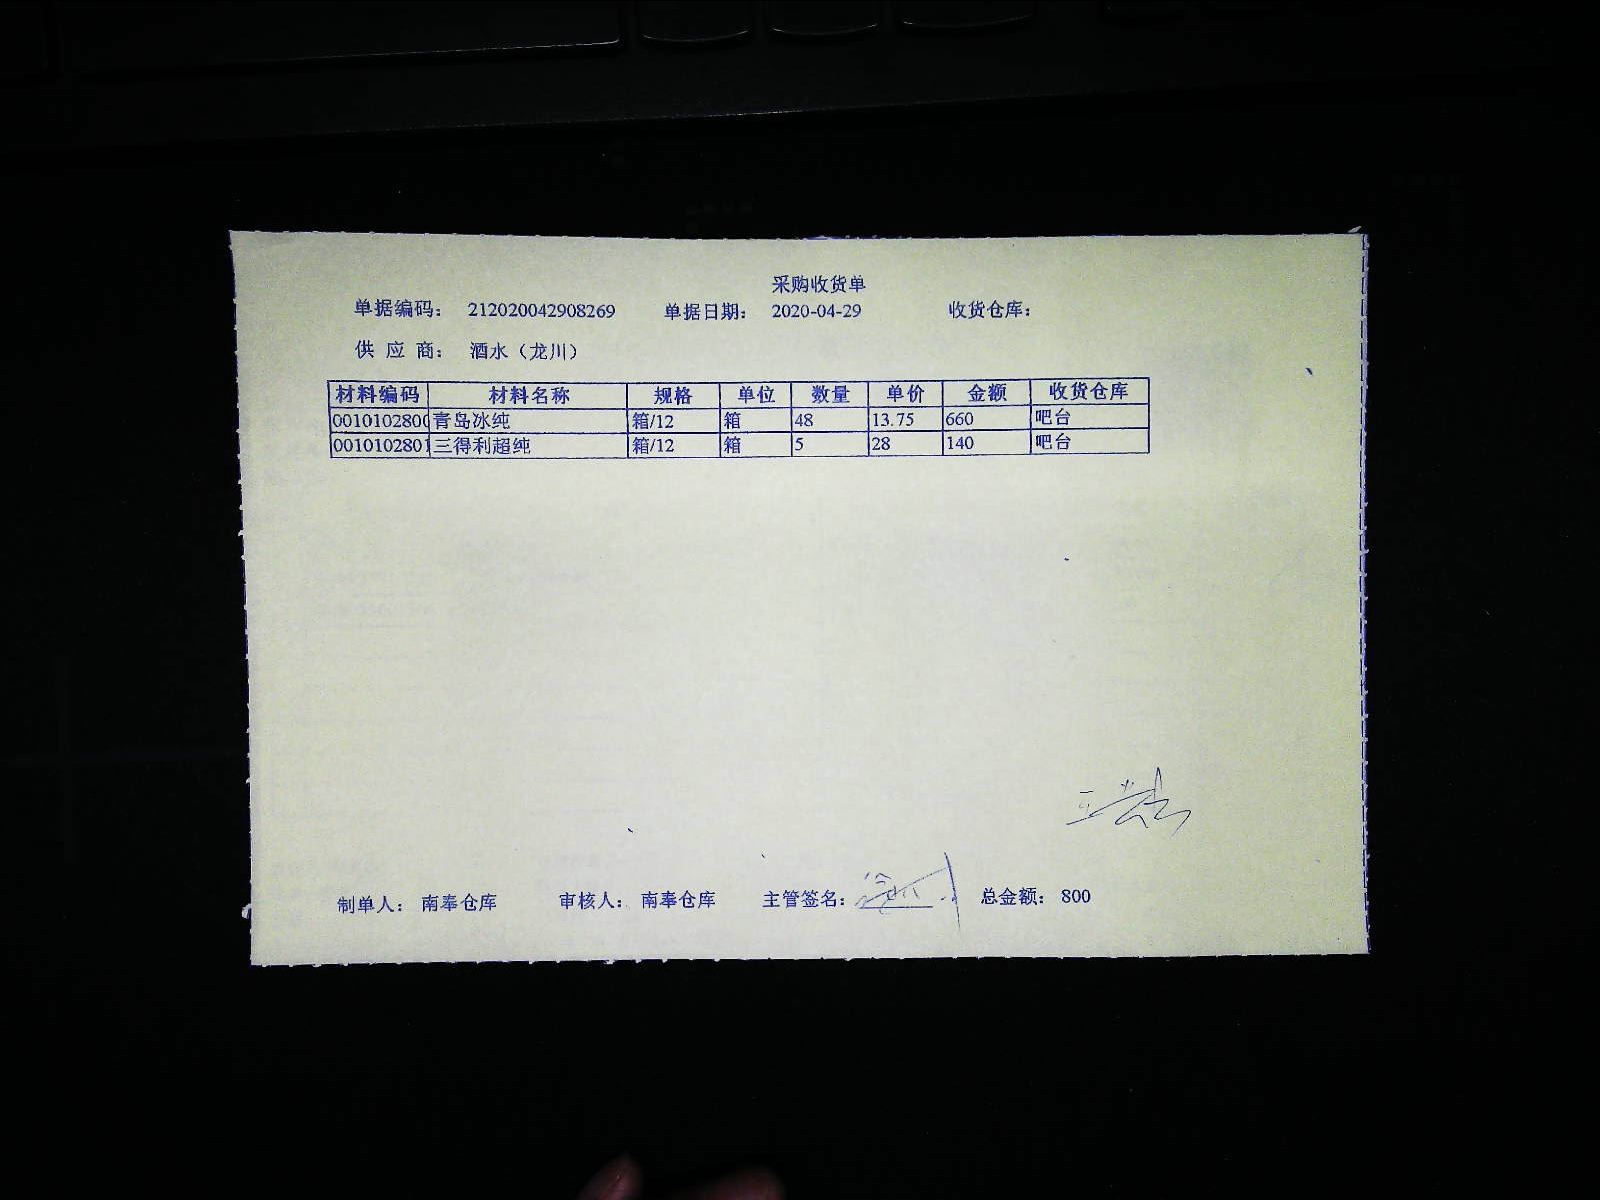 采购收货单
单据编码： 212020042908269 单据日期： 2020-04-29 收货仓库：
供 应 商： 酒水（龙川）
材料编码 材料名称 规格 单位 数量 单价 金额 收货仓库
0010102800 青岛冰纯 箱/12 箱 48 13.75 660 吧台
0010102801 三得利超纯 箱/12 箱 5 28 140 吧台
制单人： 南奉仓库 审核人： 南奉仓库 主管签名： 总金额： 800